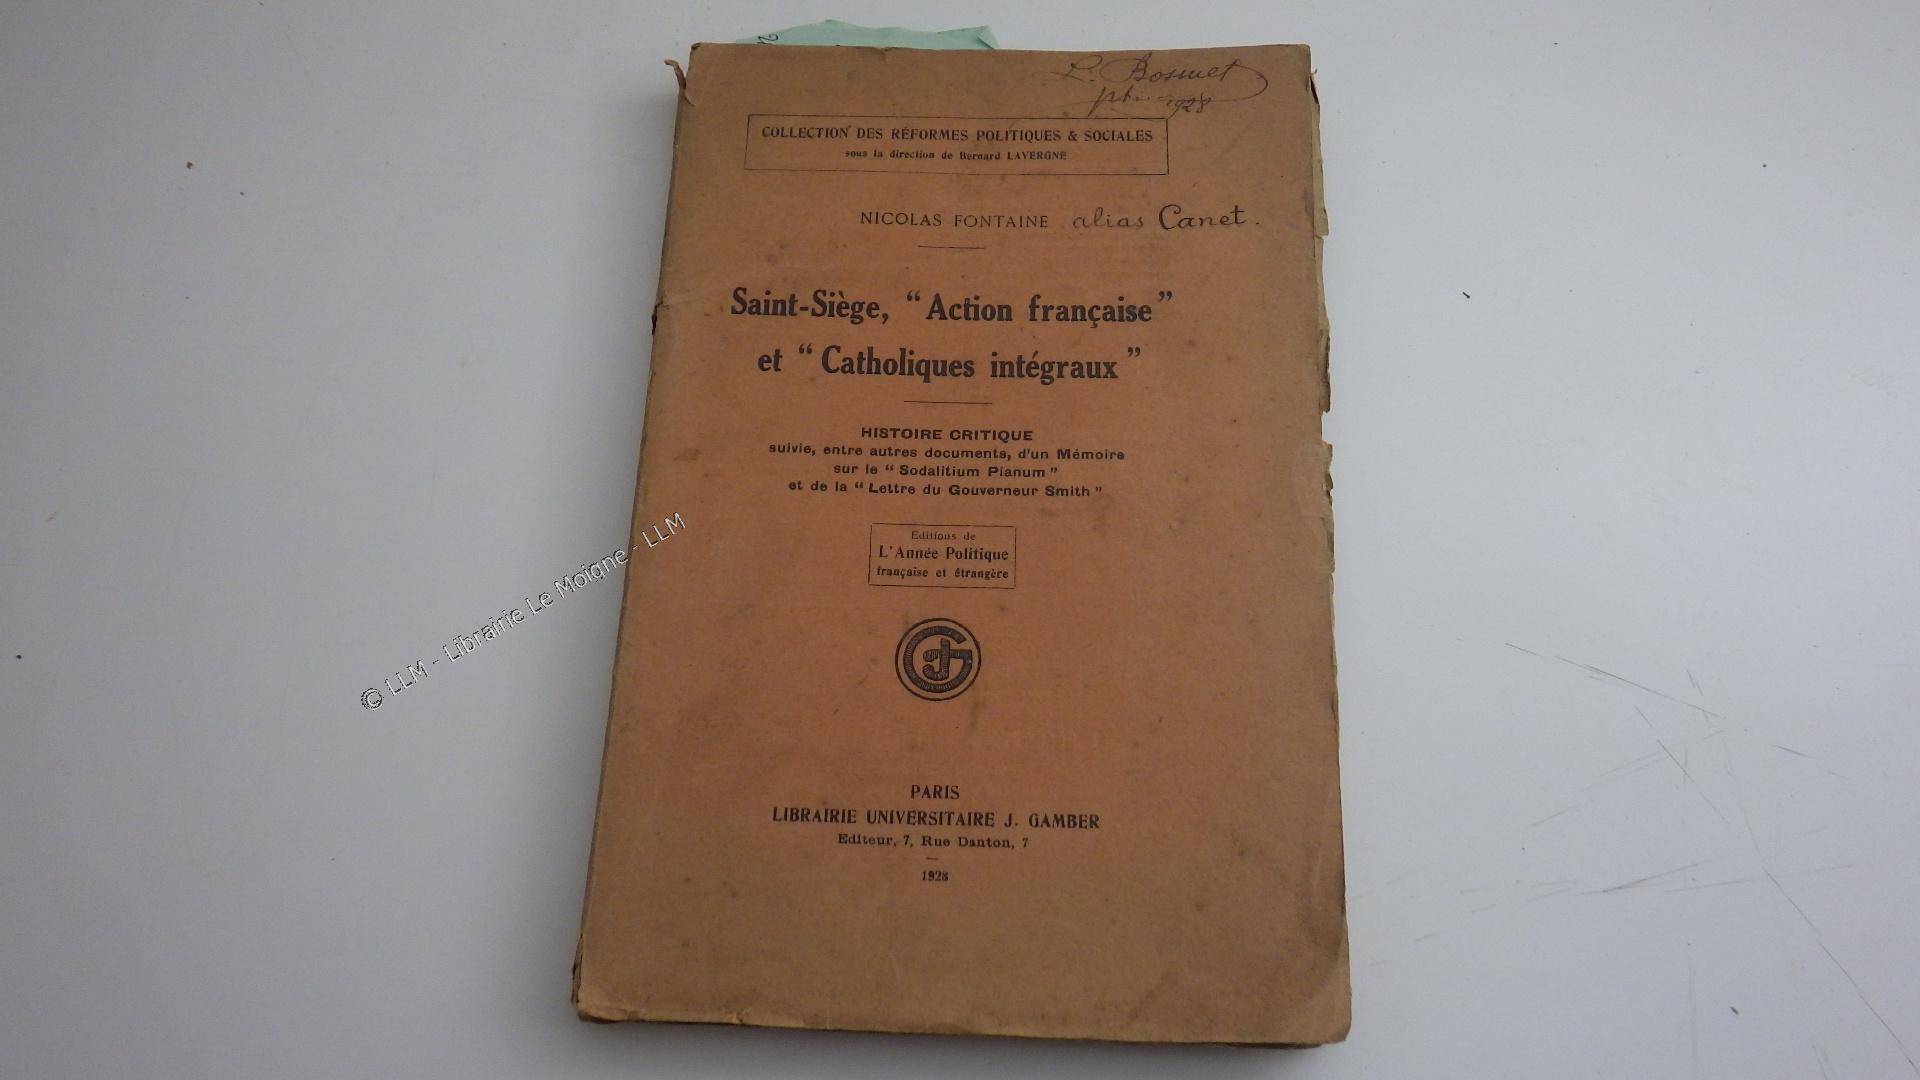 L. Bossuet
1928
COLLECTION DES RÉFORMES POLITIQUES & SOCIALES
sous la direction de Bernard LAVERGNE
NICOLAS FONTAINE alias Canet.
Saint-Siège, “Action française”
et “Catholiques intégraux”
HISTOIRE CRITIQUE
suivie, entre autres documents, d'un Mémoire
sur le “Sodalitium Pianum”
et de la “Lettre du Gouverneur Smith”
Editions de
L'Année Politique
française et étrangère
PARIS
LIBRAIRIE UNIVERSITAIRE J. GAMBER
Editeur, 7, Rue Danton, 7
1928
© LLM - Librairie Le Moigne - LLM